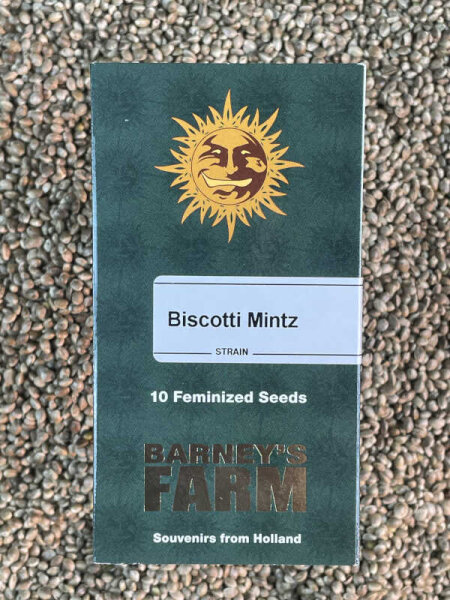 Biscotti Mintz
STRAIN
10 Feminized Seeds
BARNEY'S
FARM
Souvenirs from Holland